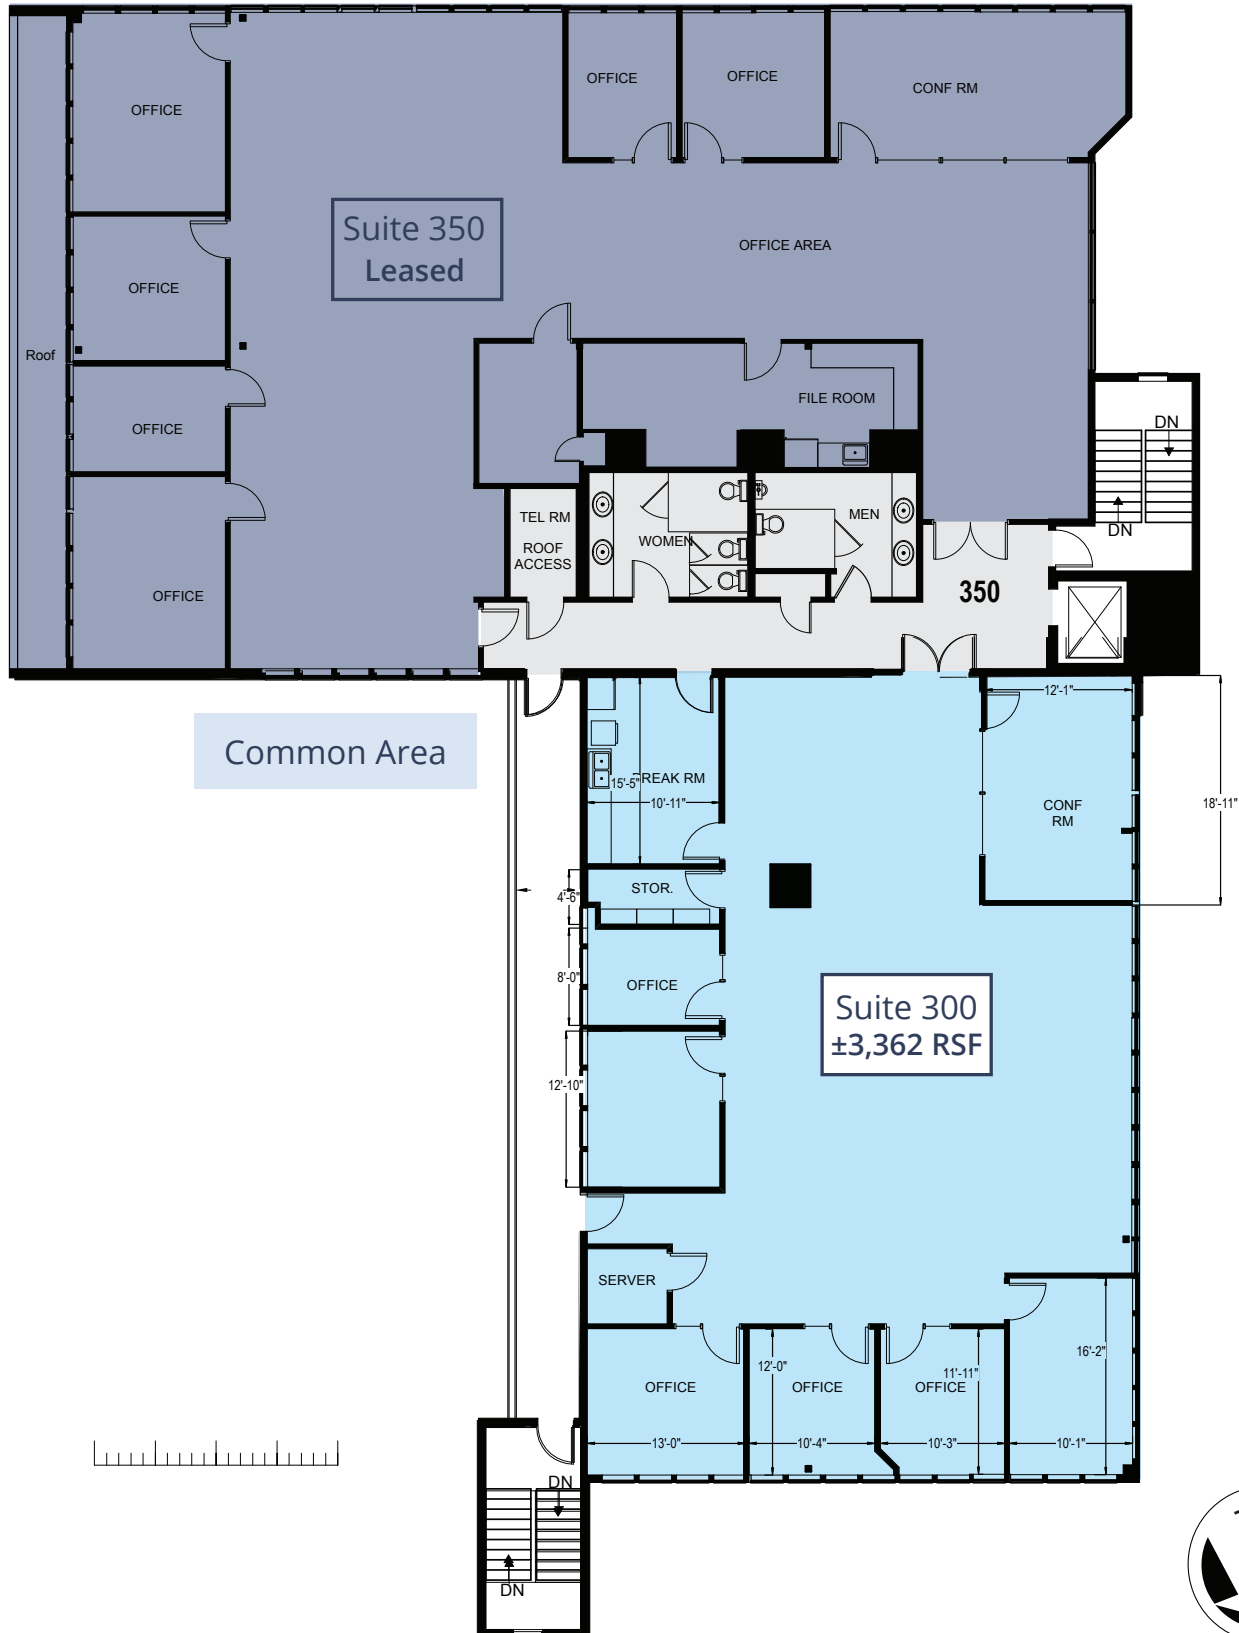 OFFICE
OFFICE
CONF RM
OFFICE
Suite 350
Leased
OFFICE AREA
OFFICE
Roof
FILE ROOM
OFFICE
DN
DN
TEL RM
ROOF
ACCESS
WOMEN
MEN
350
OFFICE
12'-1"
Common Area
15'-5"
REAK RM
10'-11"
CONF
RM
18'-11"
STOR.
4'-6"
8'-0"
OFFICE
Suite 300
±3,362 RSF
12'-10"
SERVER
12'-0"
11'-11"
16'-2"
OFFICE
OFFICE
OFFICE
13'-0"
10'-4"
10'-3"
10'-1"
DN
DN